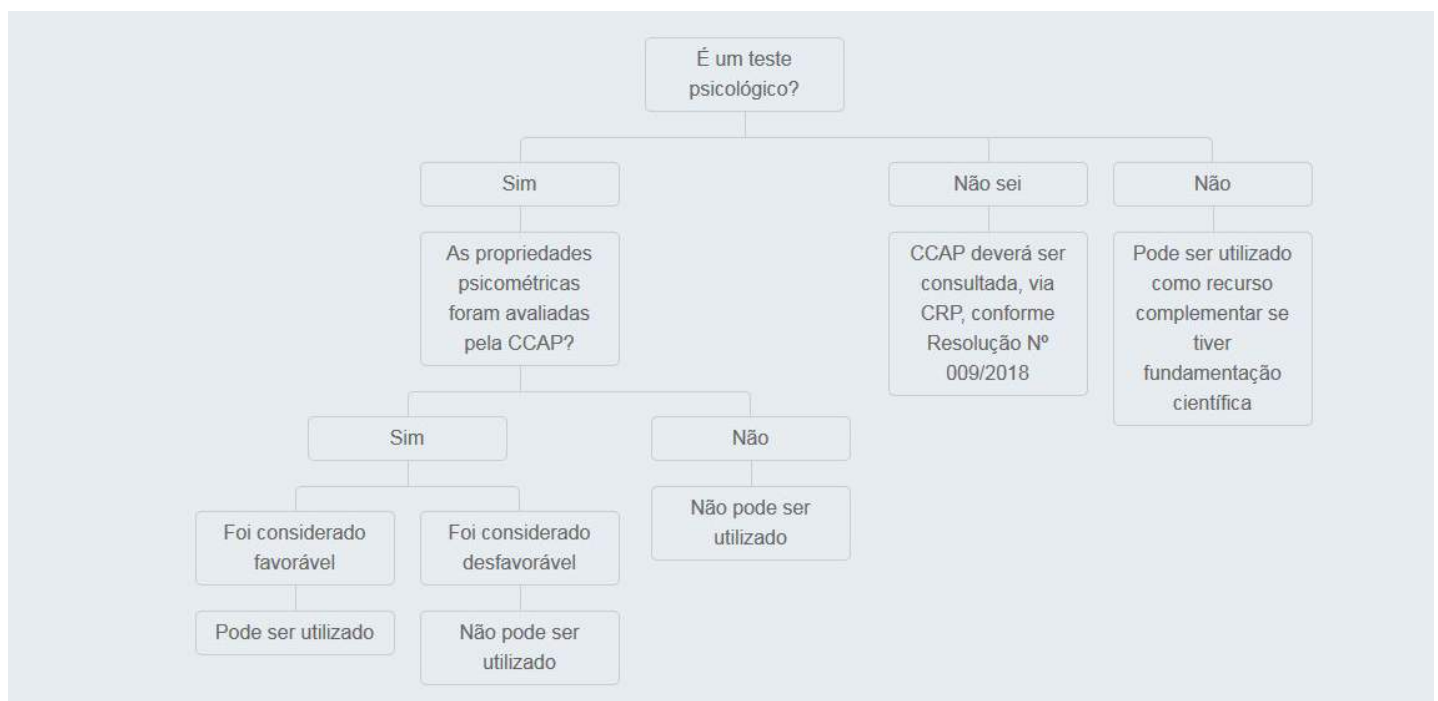 É um teste
psicológico?
Sim
Não sei
Não
As propriedades
psicométricas
foram avaliadas
pela CCAP?
CCAP deverá ser
consultada, via
CRP, conforme
Resolução Nº
009/2018
Pode ser utilizado
como recurso
complementar se
tiver
fundamentação
científica
Sim
Não
Foi considerado
favorável
Foi considerado
desfavorável
Não pode ser
utilizado
Pode ser utilizado
Não pode ser
utilizado